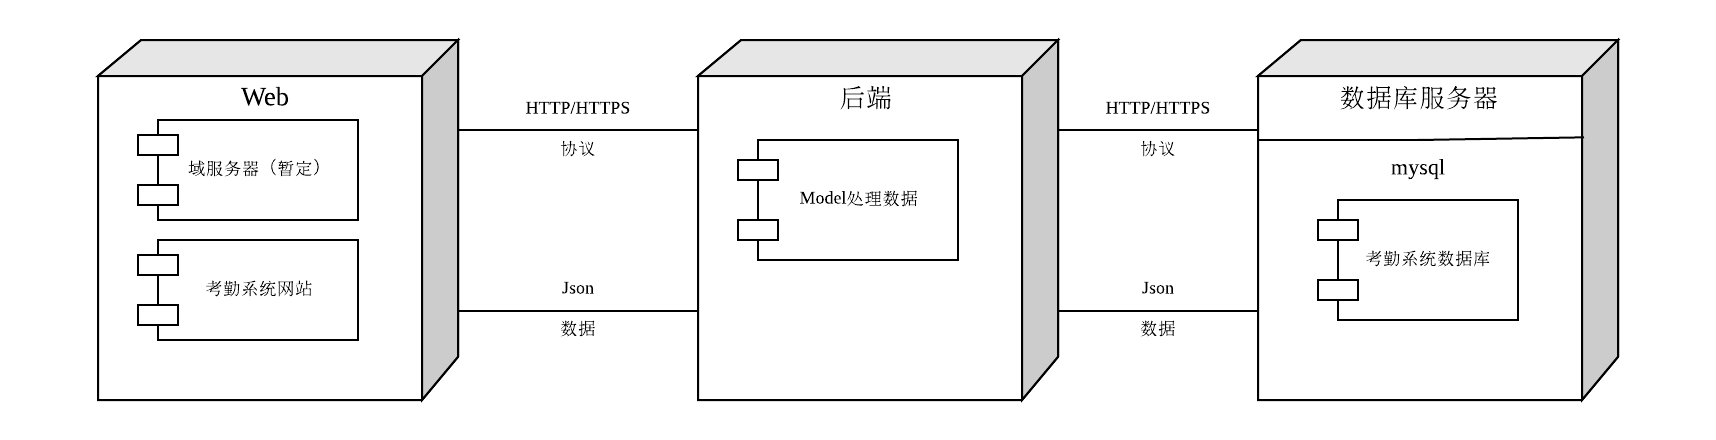 Web
域服务器（暂定）
考勤系统网站
HTTP/HTTPS
协议
Json
数据
后端
Model处理数据
HTTP/HTTPS
协议
Json
数据
数据库服务器
mysql
考勤系统数据库